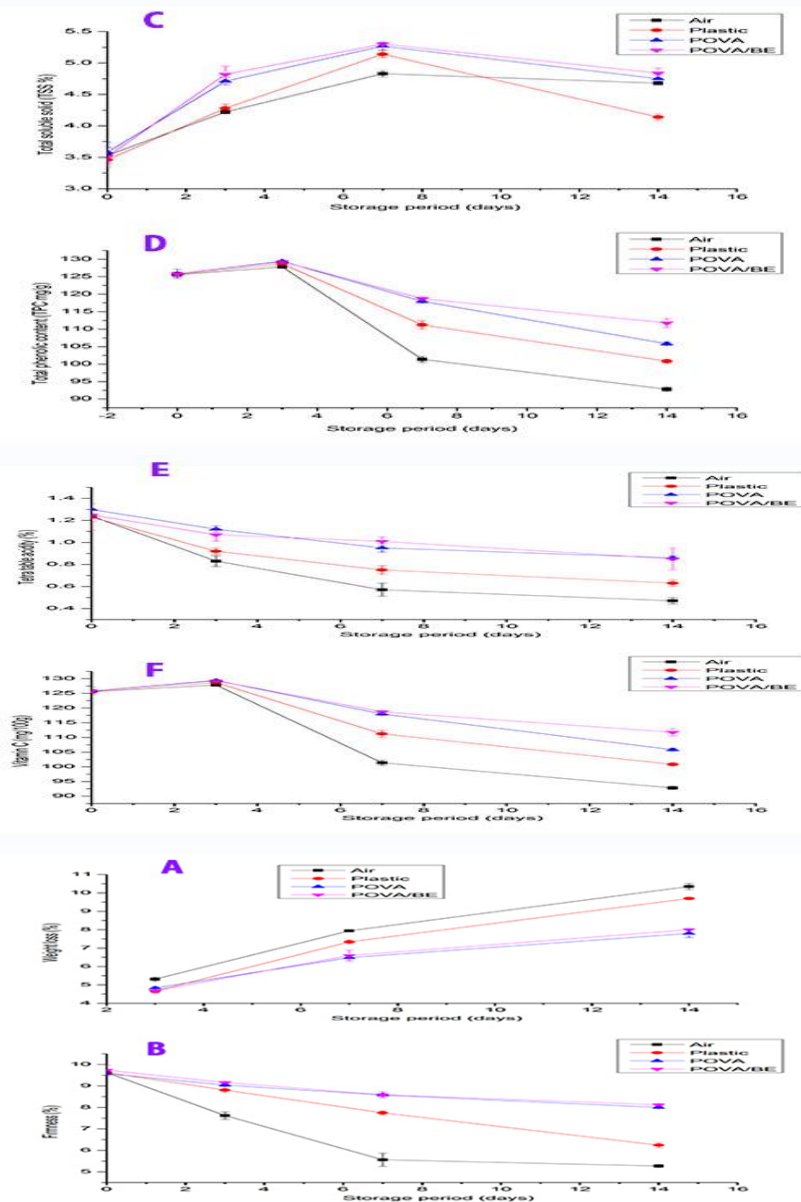 C
Air
Plastic
POVA
POVA/BE
Total soluble solid (TSS %)
5.5
5.0
4.5
4.0
3.5
3.0
0 2 4 6 8 10 12 14 16
Storage period (days)
D
Air
Plastic
POVA
POVA/BE
Total phenolic content (TPC mg/g)
130
125
120
115
110
105
100
95
90
-2 0 2 4 6 8 10 12 14 16
Storage period (days)
E
Air
Plastic
POVA
POVA/BE
Tetra table acidity (%)
1.4
1.2
1.0
0.8
0.6
0.4
0 2 4 6 8 10 12 14 16
Storage period (days)
F
Air
Plastic
POVA
POVA/BE
Vitamin C (mg/100g)
130
125
120
115
110
105
100
95
90
0 2 4 6 8 10 12 14 16
Storage period (days)
A
Air
Plastic
POVA
POVA/BE
Weight loss (%)
11
10
9
8
7
6
5
4
2 4 6 8 10 12 14
Storage period (days)
B
Air
Plastic
POVA
POVA/BE
Firmness (%)
10
9
8
7
6
5
0 2 4 6 8 10 12 14 16
Storage period (days)